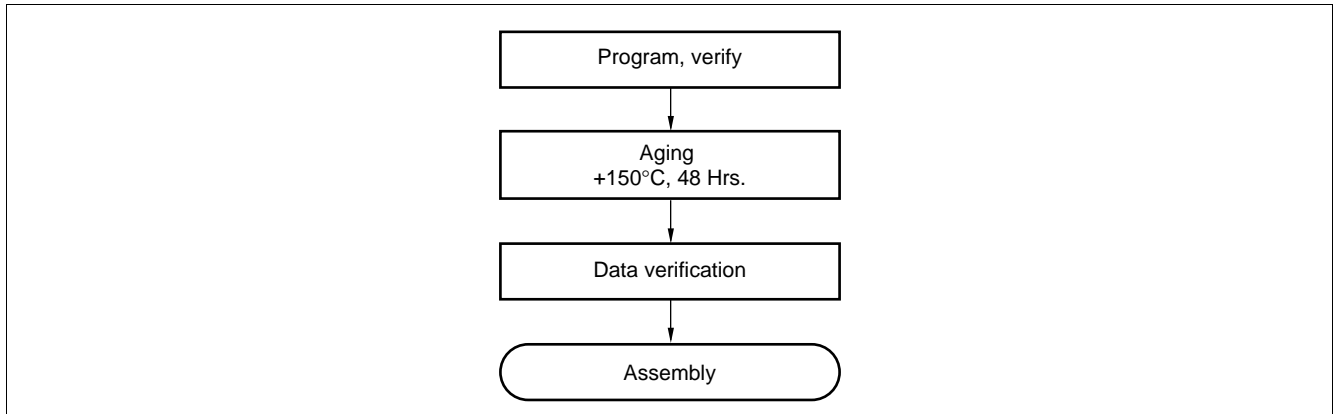 Program, verify
Aging
+150°C, 48 Hrs.
Data verification
Assembly